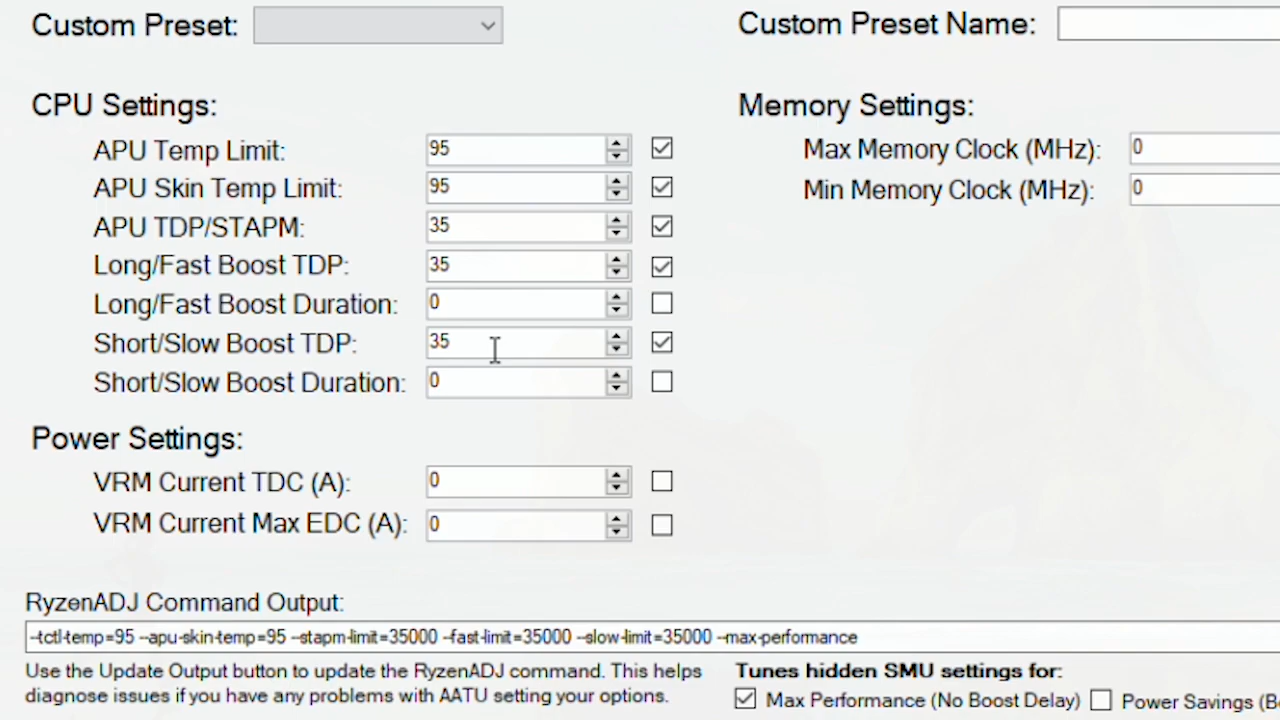 Custom Preset:
Custom Preset Name:
CPU Settings:
Memory Settings:
APU Temp Limit: 95
Max Memory Clock (MHz): 0
APU Skin Temp Limit: 95
Min Memory Clock (MHz): 0
APU TDP/STAPM: 35
Long/Fast Boost TDP: 35
Long/Fast Boost Duration: 0
Short/Slow Boost TDP: 35
Short/Slow Boost Duration: 0
Power Settings:
VRM Current TDC (A): 0
VRM Current Max EDC (A): 0
RyzenADJ Command Output:
--tctl-temp=95 --apu-skin-temp=95 --stapm-limit=35000 --fast-limit=35000 --slow-limit=35000 --max-performance
Use the Update Output button to update the RyzenADJ command. This helps
diagnose issues if you have any problems with AATU setting your options.
Tunes hidden SMU settings for:
Max Performance (No Boost Delay)
Power Savings (B